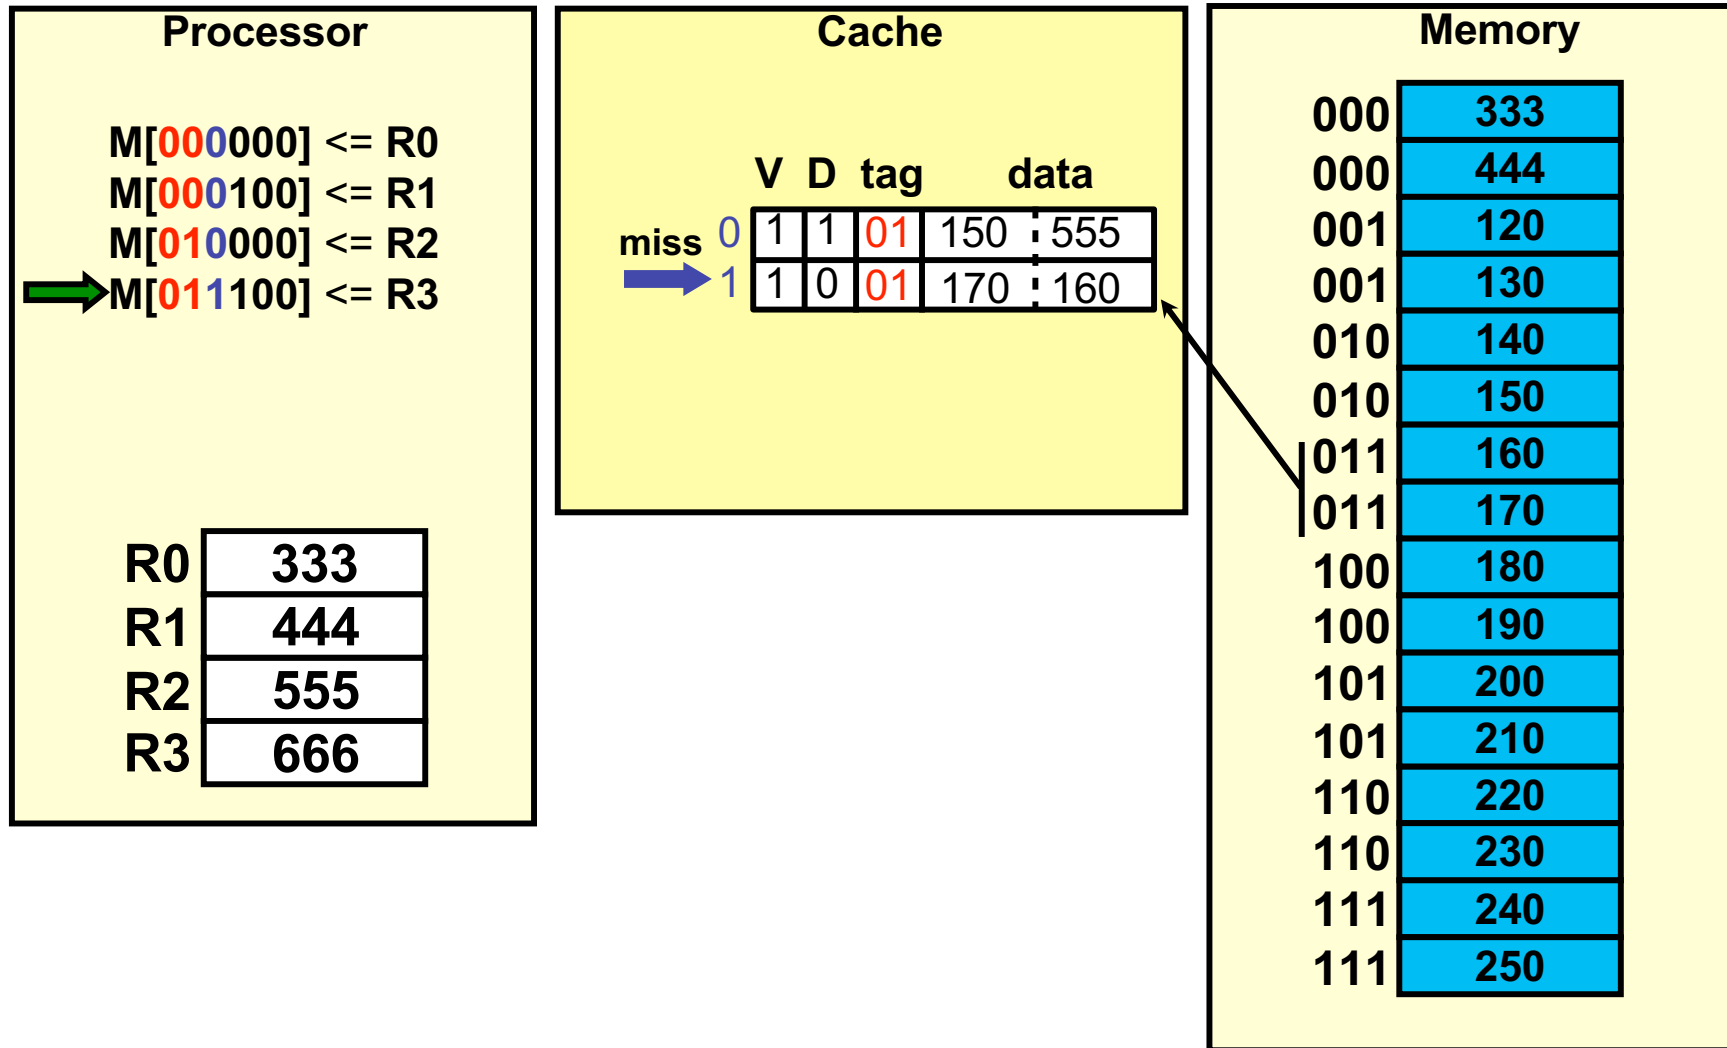 Processor
M[000000] <= R0
M[000100] <= R1
M[010000] <= R2
M[011100] <= R3
R0 333
R1 444
R2 555
R3 666
Cache
V D tag data
miss
0 1 1 01 150 555
1 1 0 01 170 160
Memory
000 333
000 444
001 120
001 130
010 140
010 150
011 160
011 170
100 180
100 190
101 200
101 210
110 220
110 230
111 240
111 250